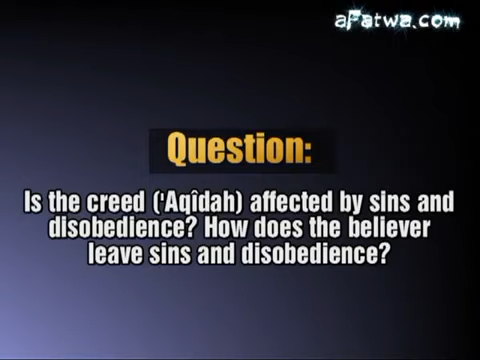 aFatwa.com
Question:
Is the creed ('Aqîdah) affected by sins and
disobedience? How does the believer
leave sins and disobedience?